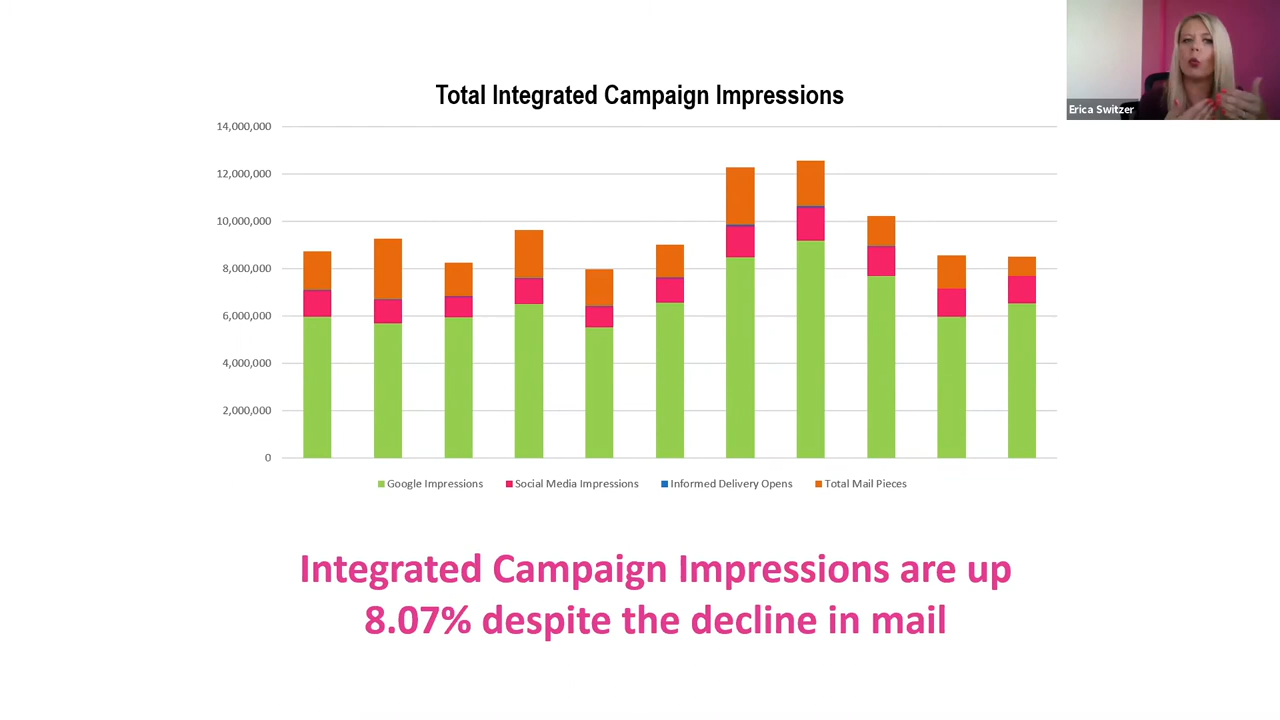 Total Integrated Campaign Impressions
14,000,000
12,000,000
10,000,000
8,000,000
6,000,000
4,000,000
2,000,000
0
Google Impressions Social Media Impressions Informed Delivery Opens Total Mail Pieces
Integrated Campaign Impressions are up
8.07% despite the decline in mail
Erica Switzer